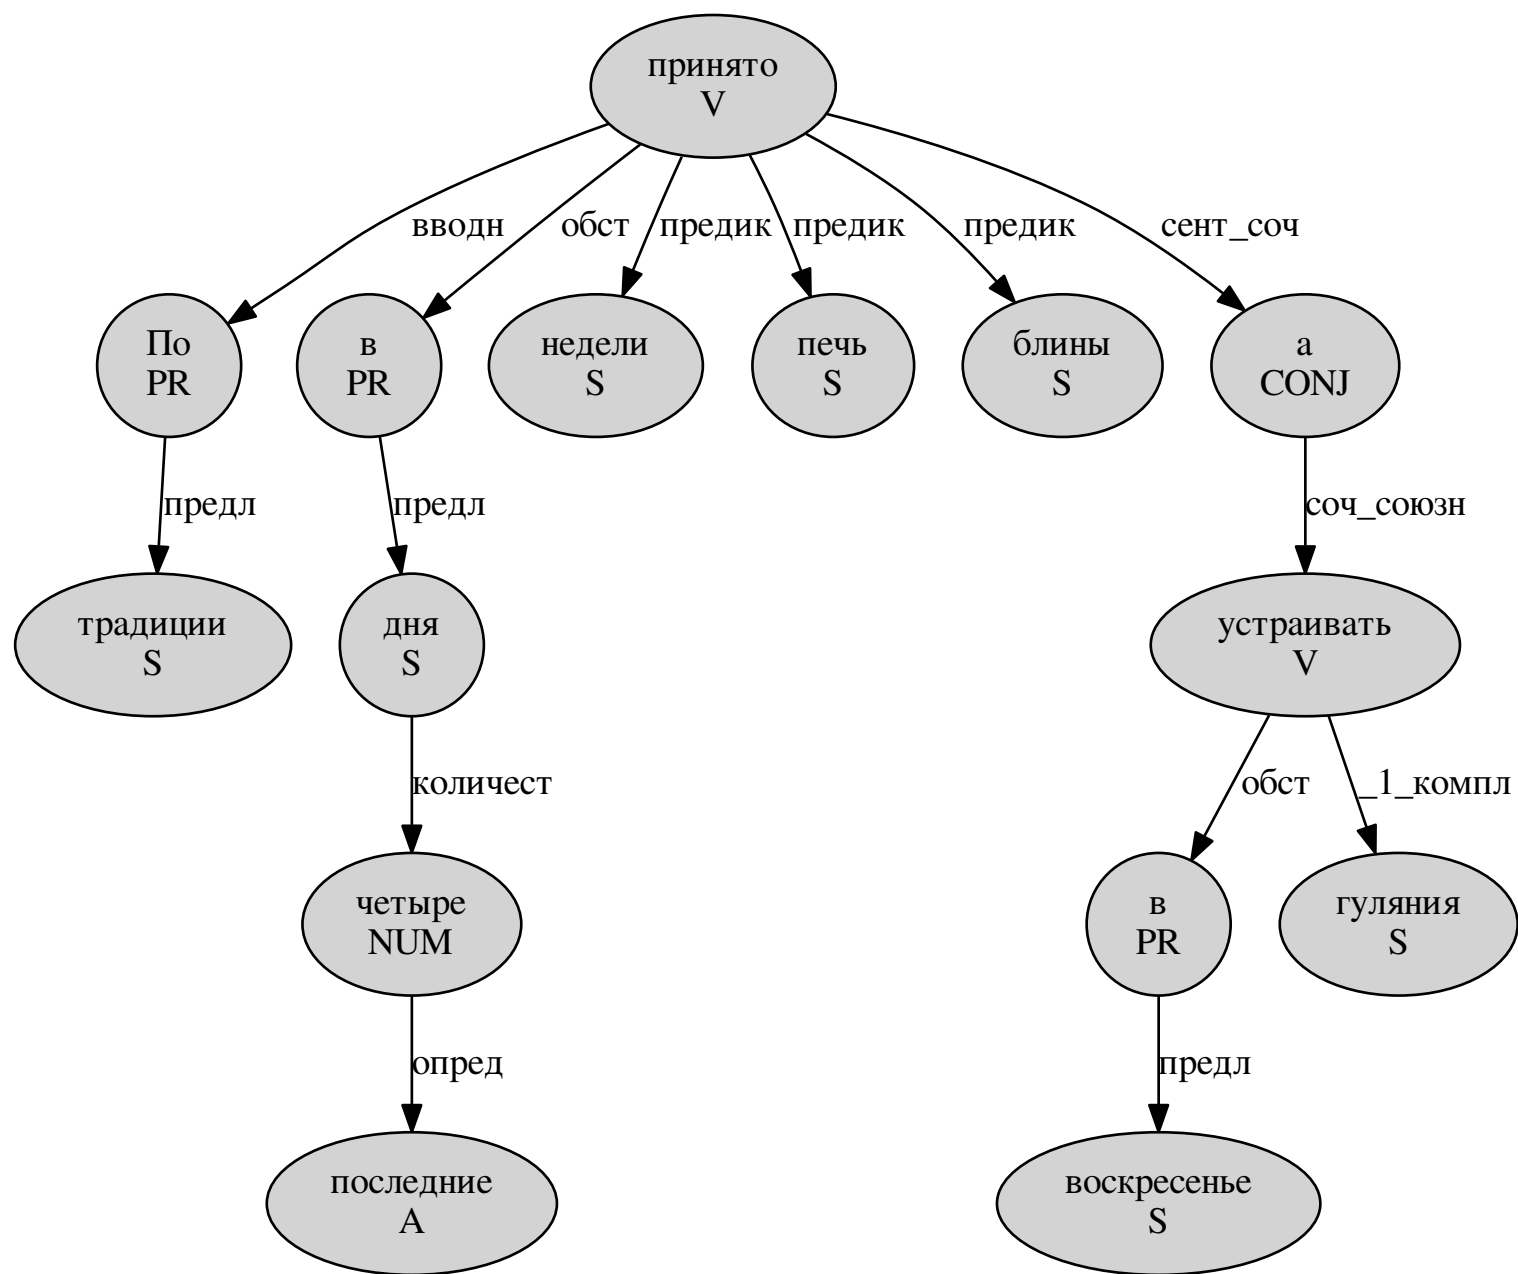 принято
V
вводн
обст
предик
предик
предик
сент_соч
По
PR
в
PR
недели
S
печь
S
блины
S
а
CONJ
предл
предл
соч_союзн
традиции
S
дня
S
устраивать
V
количест
обст
_1_компл
четыре
NUM
в
PR
гуляния
S
опред
предл
последние
A
воскресенье
S